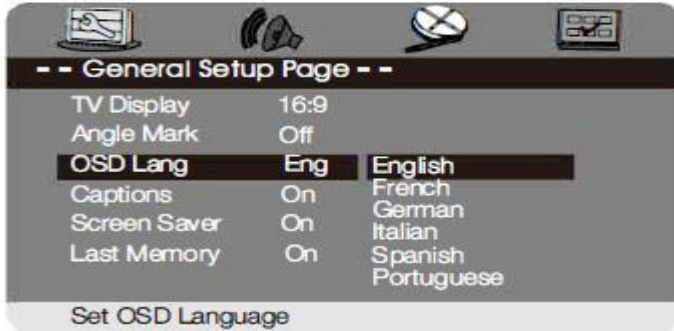 - - General Setup Page - -
TV Display 16:9
Angle Mark Off
OSD Lang Eng English
French
Captions On German
Italian
Screen Saver On
Last Memory On Spanish
Portuguese
Set OSD Language